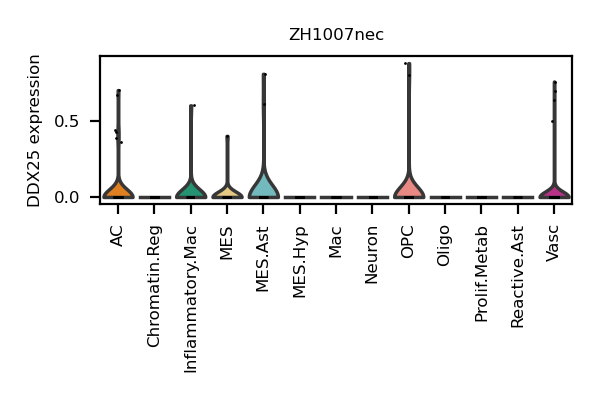 ZH1007nec
DDX25 expression
0.5
0.0
AC
Chromatin.Reg
Inflammatory.Mac
MES
MES.Ast
MES.Hyp
Mac
Neuron
OPC
Oligo
Prolif.Metab
Reactive.Ast
Vasc